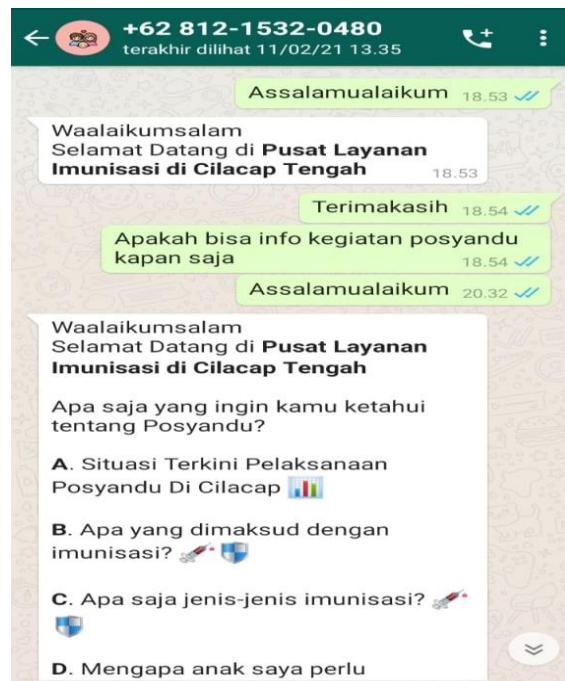 +62 812-1532-0480
terakhir dilihat 11/02/21 13.35
Assalamualaikum 18.53
Waalaikumsalam
Selamat Datang di Pusat Layanan
Imunisasi di Cilacap Tengah 18.53
Terimakasih 18.54
Apakah bisa info kegiatan posyandu
kapan saja 18.54
Assalamualaikum 20.32
Waalaikumsalam
Selamat Datang di Pusat Layanan
Imunisasi di Cilacap Tengah
Apa saja yang ingin kamu ketahui
tentang Posyandu?
A. Situasi Terkini Pelaksanaan
Posyandu Di Cilacap 📊
B. Apa yang dimaksud dengan
imunisasi? 💉 🛡️
C. Apa saja jenis-jenis imunisasi? 💉
🛡️
D. Mengapa anak saya perlu